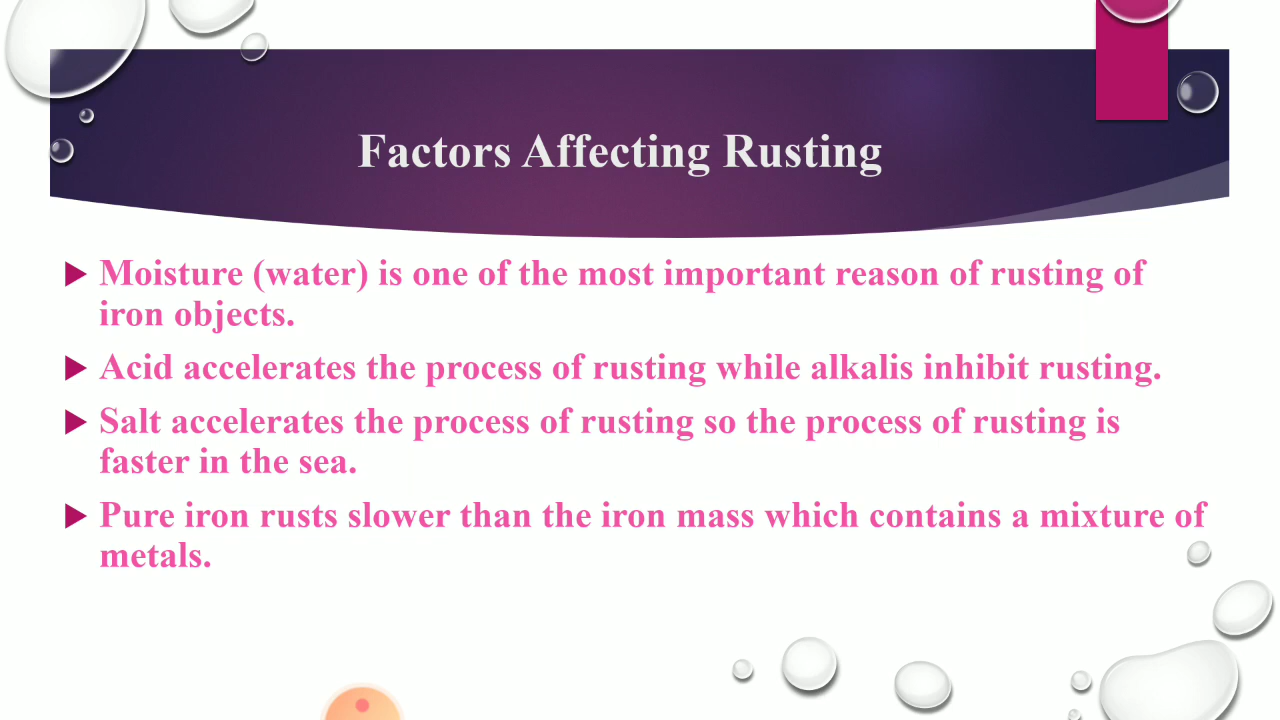 Factors Affecting Rusting
Moisture (water) is one of the most important reason of rusting of
iron objects.
Acid accelerates the process of rusting while alkalis inhibit rusting.
Salt accelerates the process of rusting so the process of rusting is
faster in the sea.
Pure iron rusts slower than the iron mass which contains a mixture of
metals.